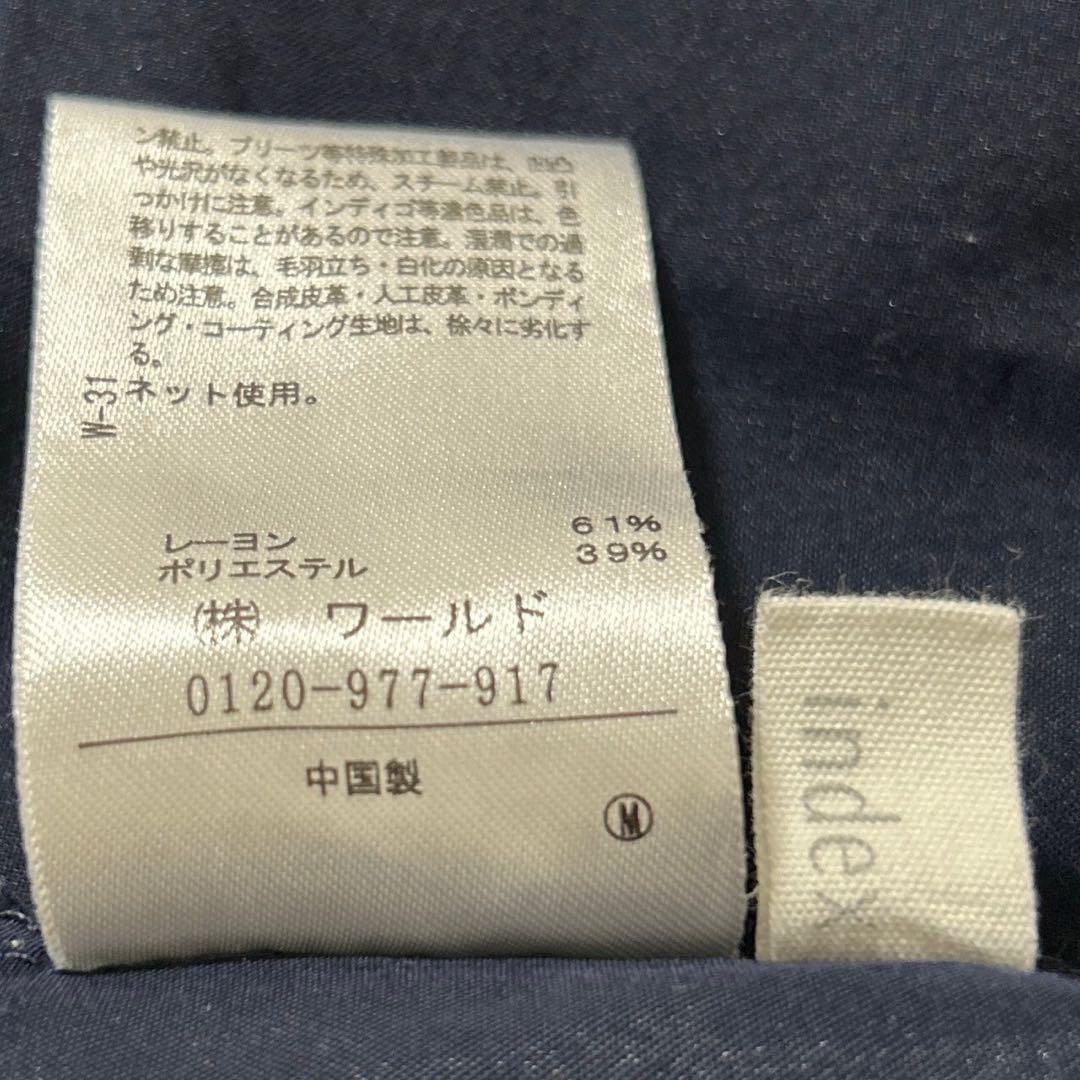 ン禁止。プリーツ等特殊加工製品は、凹凸
や光沢がなくなるため、スチーム禁止。引
っかけに注意。インディゴ等濃色品は、色
移りすることがあるので注意。湿潤での過
剰な摩擦は、毛羽立ち・白化の原因となる
ため注意。合成皮革・人工皮革・ボンディ
ング・コーティング生地は、徐々に劣化す
る。
W-31
ネット使用。
レーヨン 61%
ポリエステル 39%
㈱ ワールド
0120-977-917
中国製
Ⓜ
index